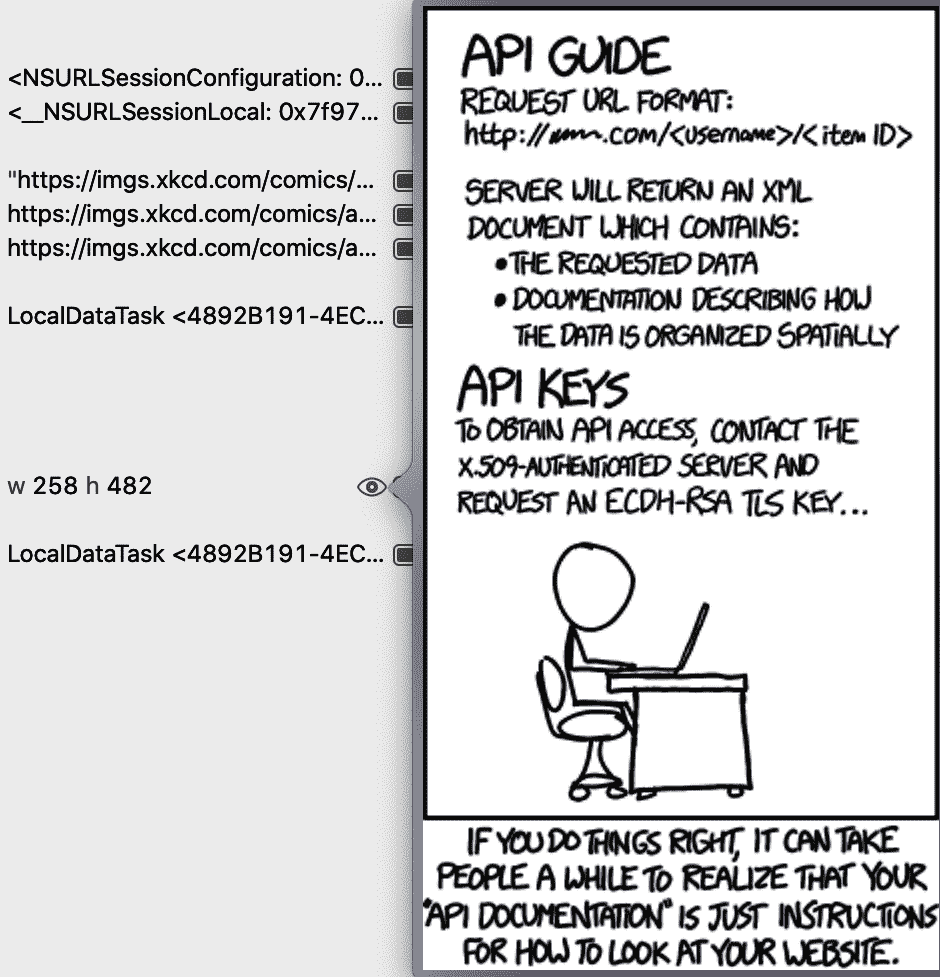 <NSURLSessionConfiguration: 0...
<__NSURLSessionLocal: 0x7f97...
"https://imgs.xkcd.com/comics/...
https://imgs.xkcd.com/comics/a...
https://imgs.xkcd.com/comics/a...
LocalDataTask <4892B191-4EC...
w 258 h 482
LocalDataTask <4892B191-4EC...
API GUIDE
REQUEST URL FORMAT:
http://.com/<username>/<item ID>
SERVER WILL RETURN AN XML
DOCUMENT WHICH CONTAINS:
•THE REQUESTED DATA
• DOCUMENTATION DESCRIBING HOW
THE DATA IS ORGANIZED SPATIALLY
API KEYS
TO OBTAIN API ACCESS, CONTACT THE
X.509-AUTHENTICATED SERVER AND
REQUEST AN ECDH-RSA TLS KEY...
IF YOU DO THINGS RIGHT, IT CAN TAKE
PEOPLE A WHILE TO REALIZE THAT YOUR
"API DOCUMENTATION" IS JUST INSTRUCTIONS
FOR HOW TO LOOK AT YOUR WEBSITE.